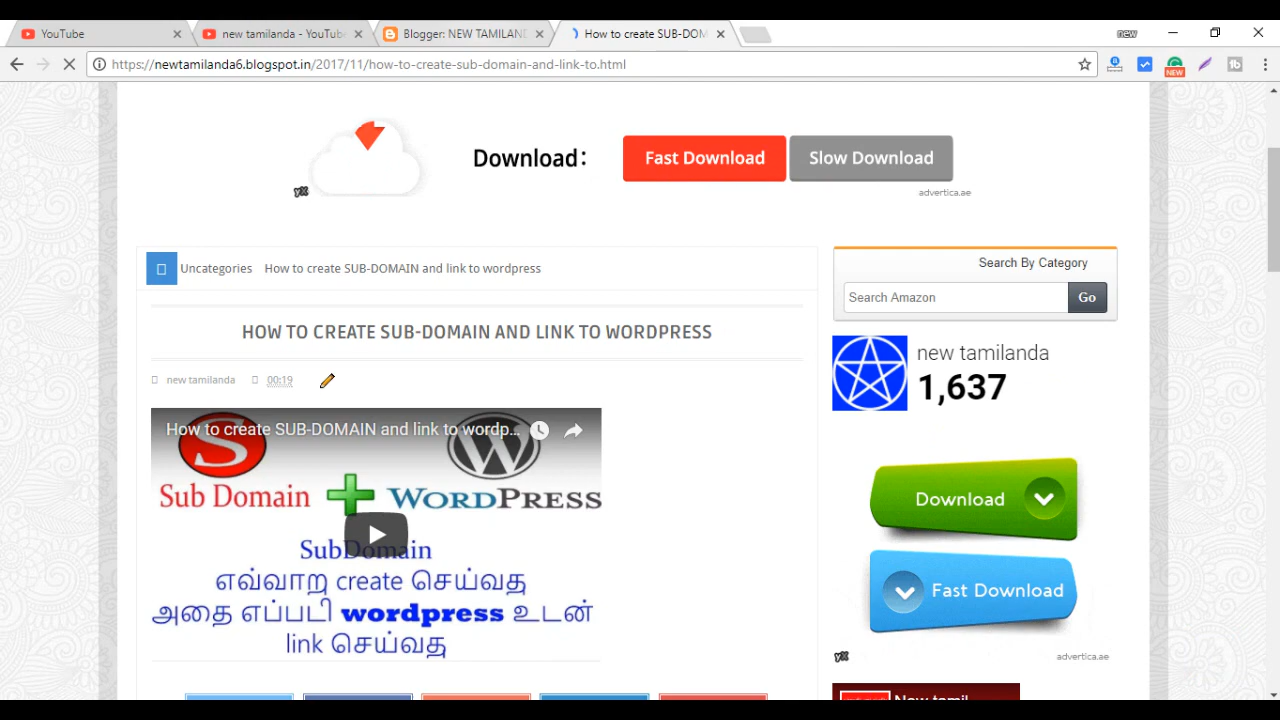 YouTube
new tamilanda - YouTube
Blogger: NEW TAMILAND
How to create SUB-DOM
new
https://newtamilanda6.blogspot.in/2017/11/how-to-create-sub-domain-and-link-to.html
NEW
Download:
Fast Download
Slow Download
advertica.ae
Uncategories How to create SUB-DOMAIN and link to wordpress
Search By Category
Search Amazon
Go
HOW TO CREATE SUB-DOMAIN AND LINK TO WORDPRESS
new tamilanda
1,637
new tamilanda 00:19
How to create SUB-DOMAIN and link to wordp...
S
W
Sub Domain
WORDPRESS
SubDomain
எவ்வாறு create செய்வது
அதை எப்படி wordpress உடன்
link செய்வது
Download
Fast Download
advertica.ae
New tamil